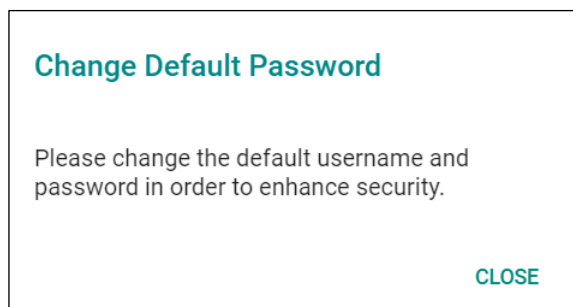 Change Default Password
Please change the default username and
password in order to enhance security.
CLOSE